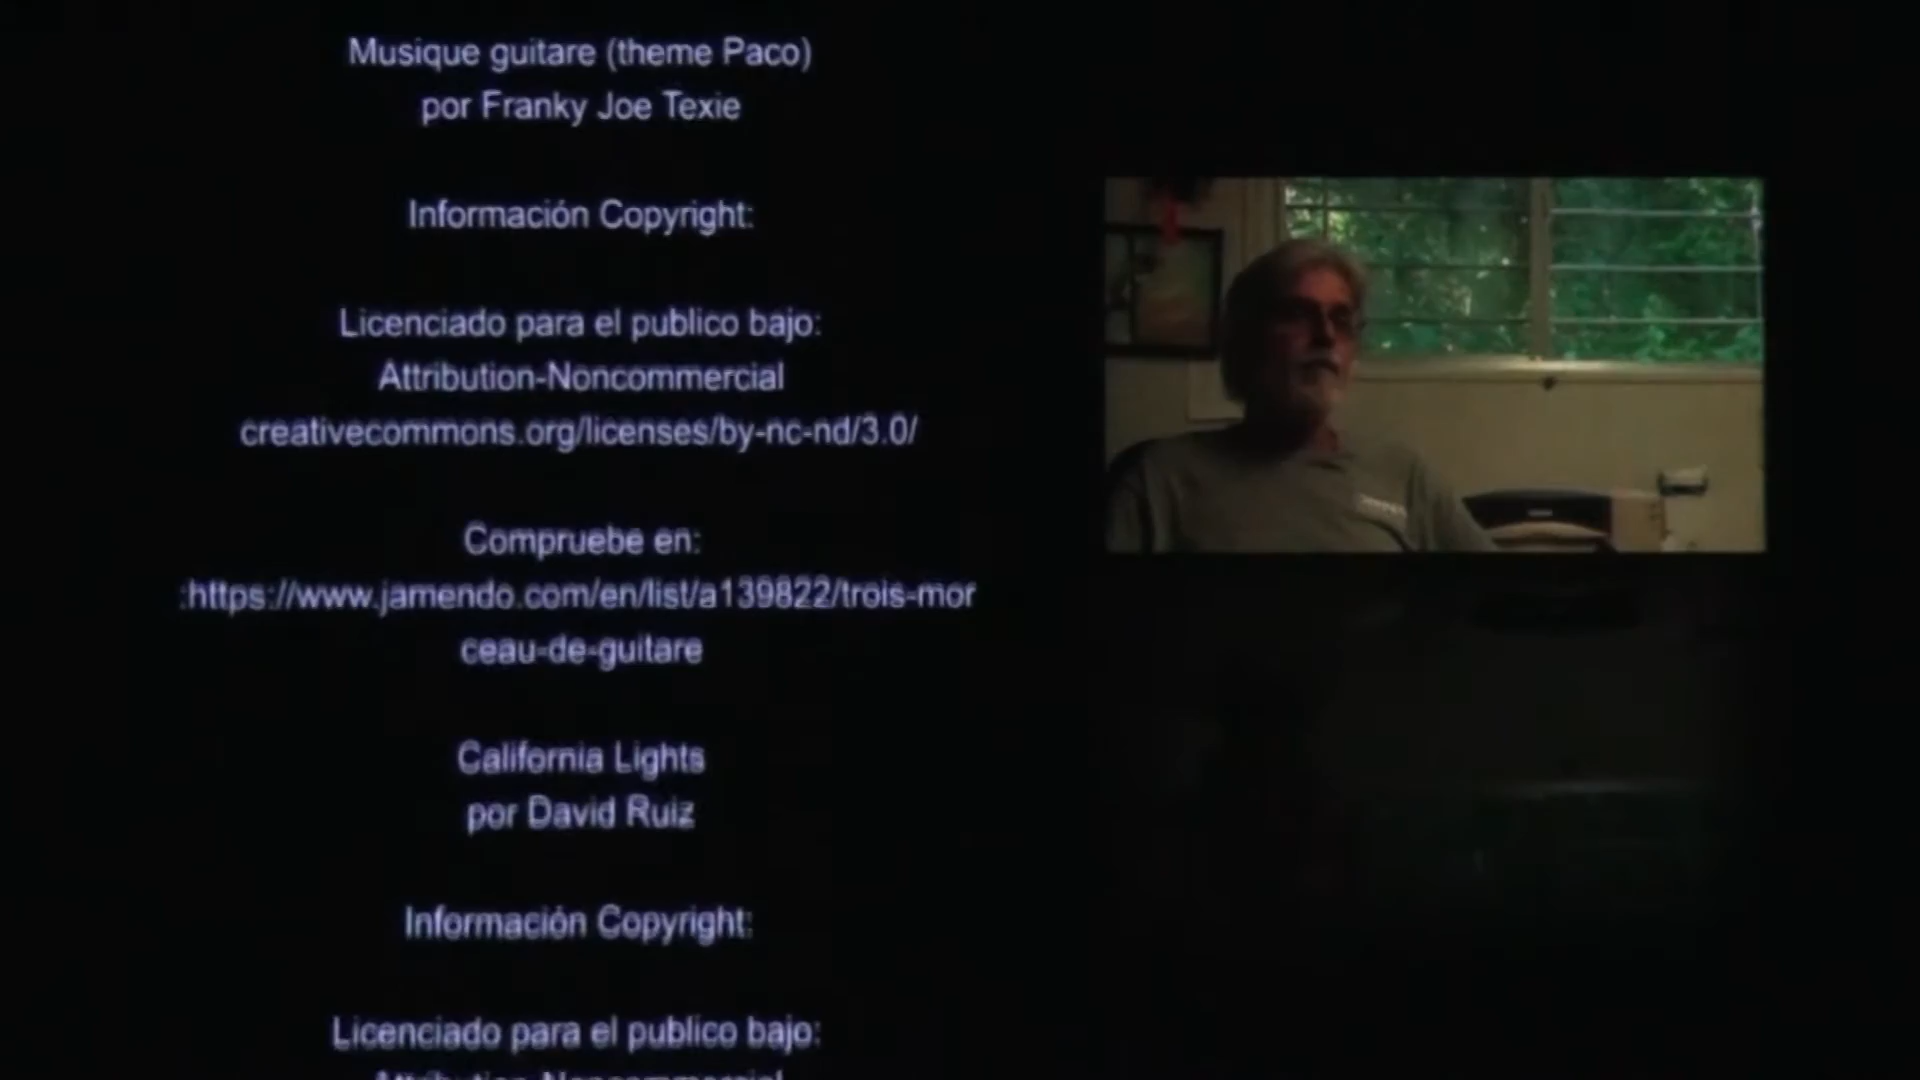 Musique guitare (theme Paco)
por Franky Joe Texie
Información Copyright:
Licenciado para el publico bajo:
Attribution-Noncommercial
creativecommons.org/licenses/by-nc-nd/3.0/
Compruebe en:
:https://www.jamendo.com/en/list/a139822/trois-mor
ceau-de-guitare
California Lights
por David Ruiz
Información Copyright:
Licenciado para el publico bajo:
Attribution-Noncommercial